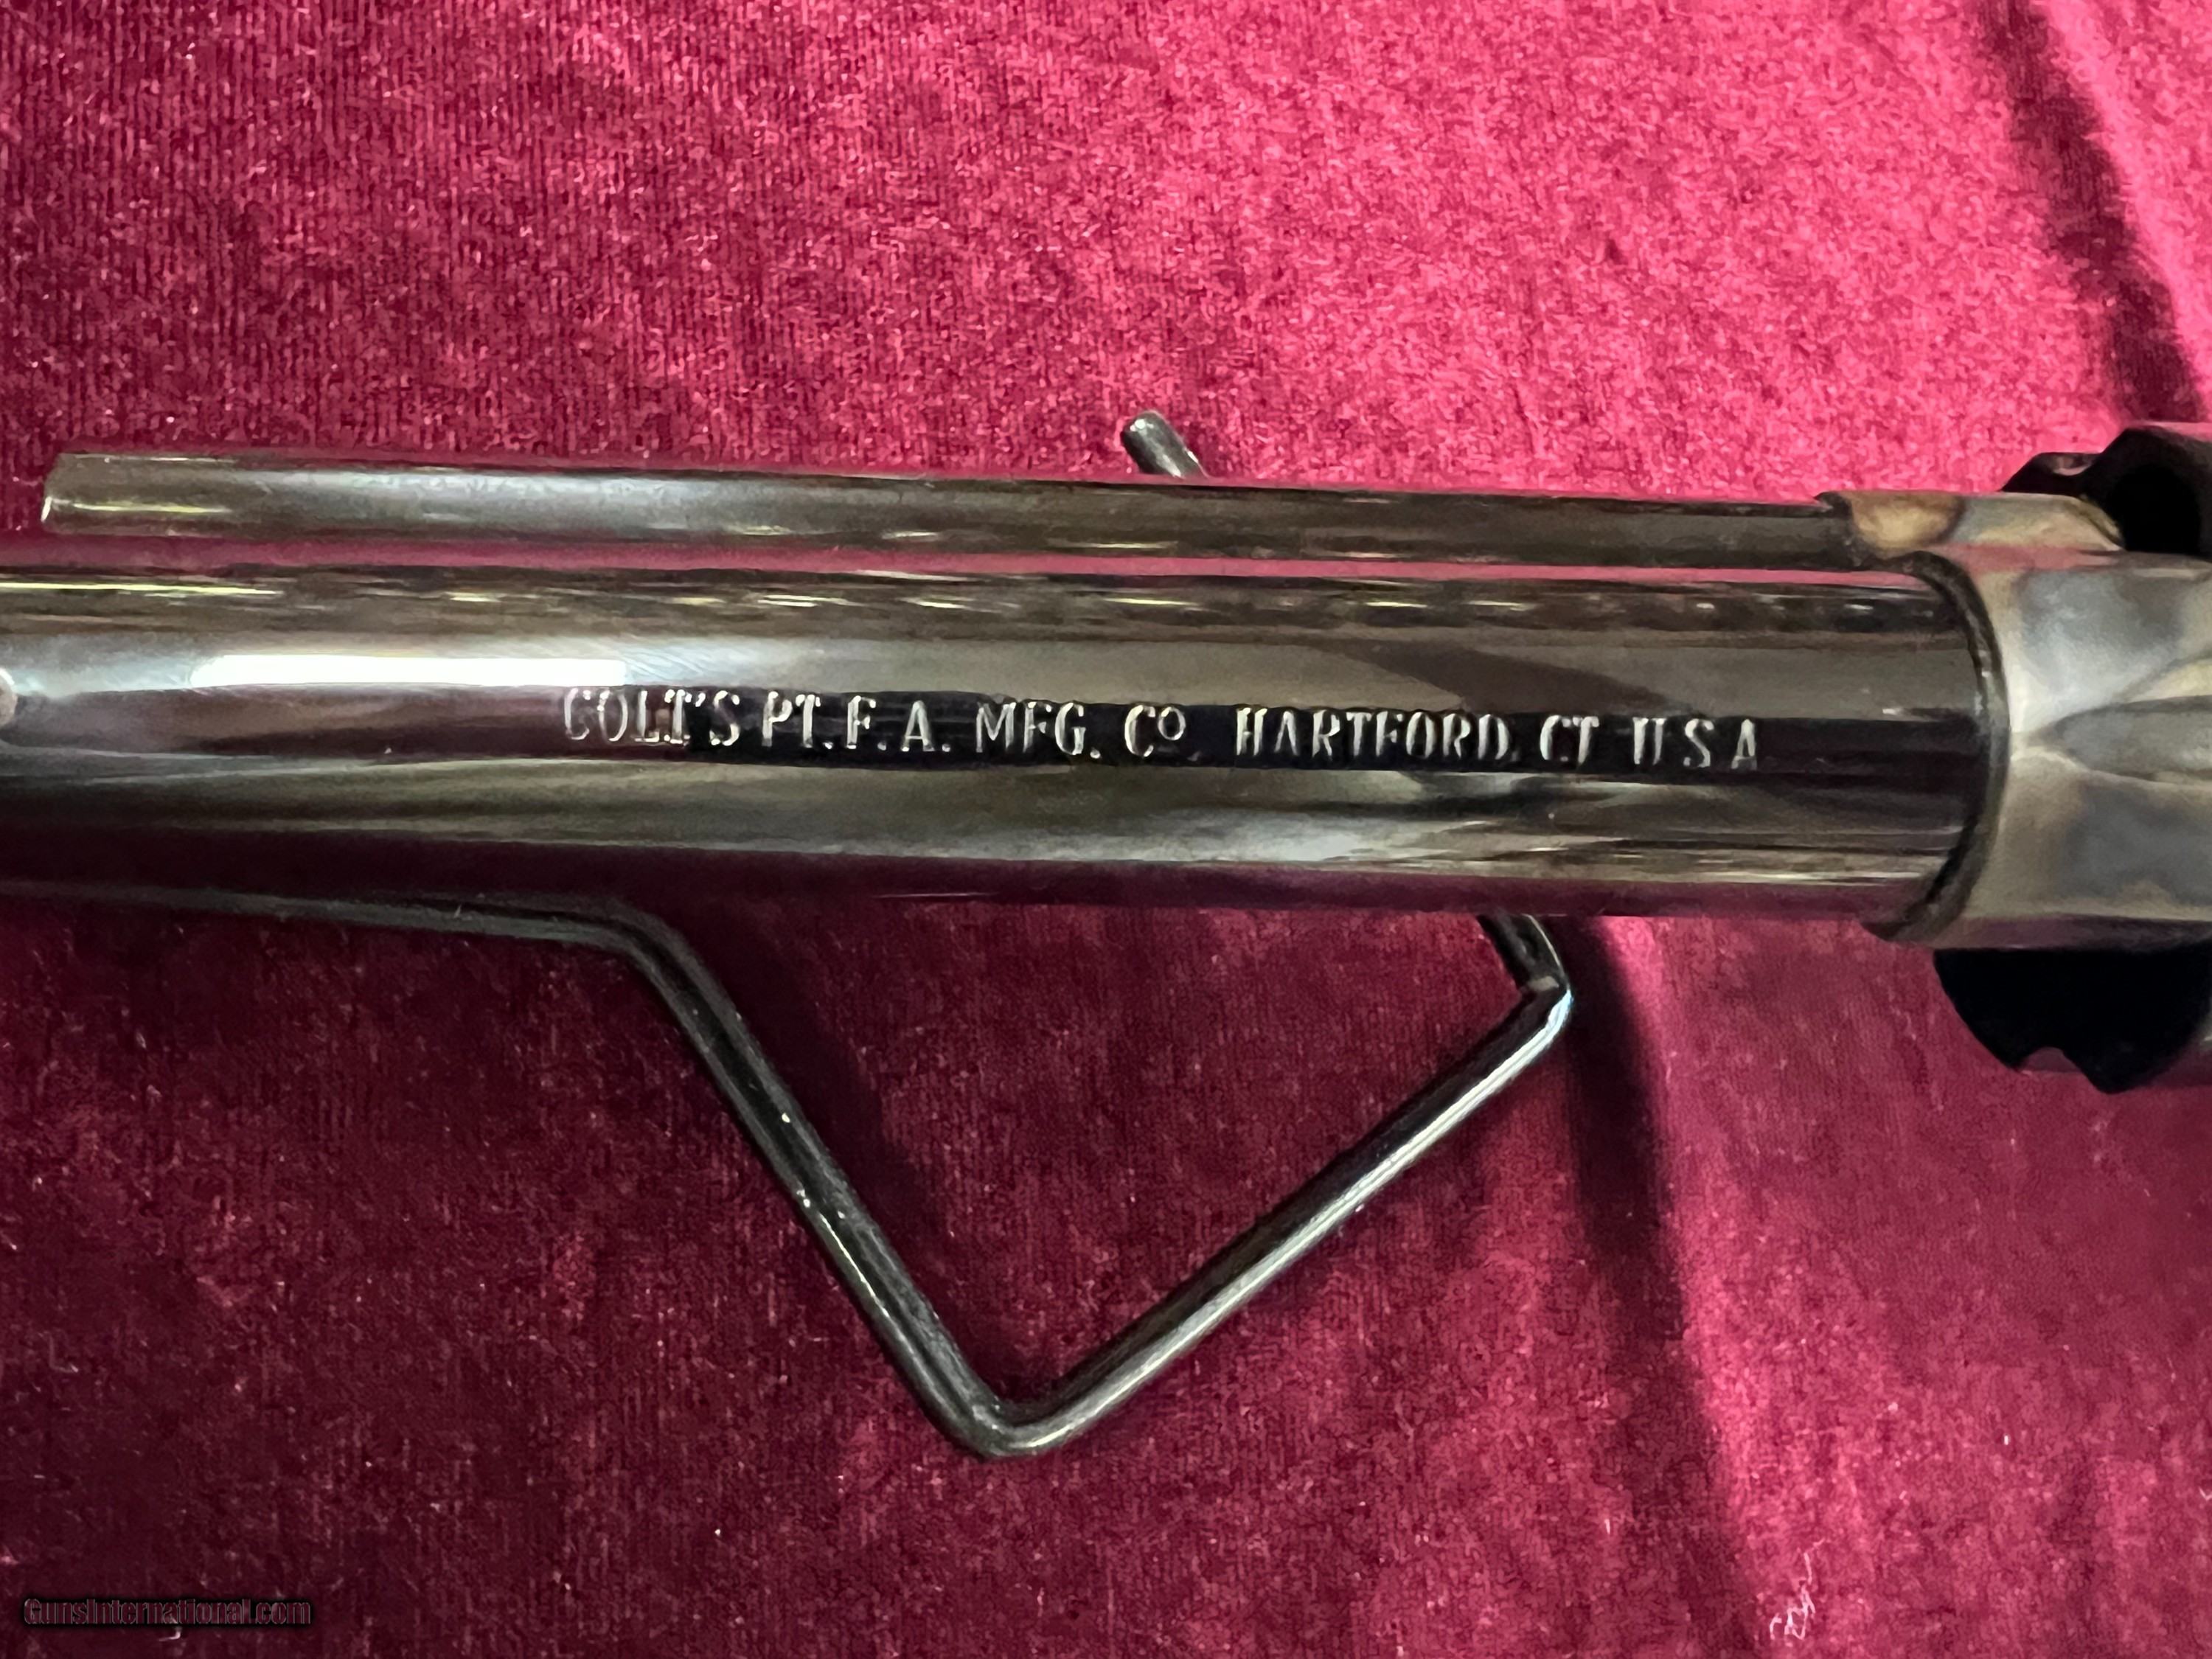 COLT'S PT. F. A. MFG. Co. HARTFORD. CT U S A
GunsInternational.com